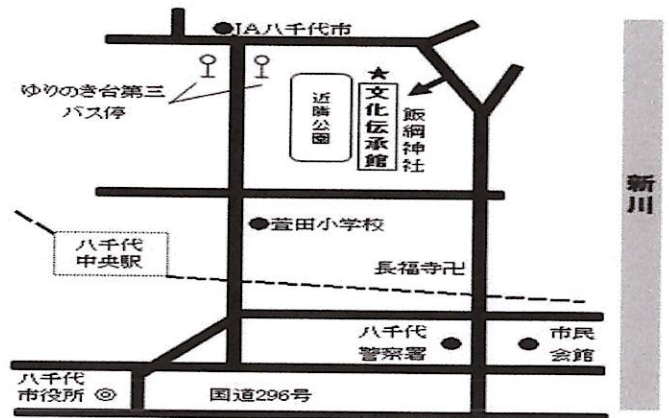 JA八千代市
ゆりのき台第三
バス停
近隣公園
文化伝承館
飯綱神社
新川
萱田小学校
八千代
中央駅
長福寺
八千代
警察署
市民
会館
八千代
市役所
国道296号